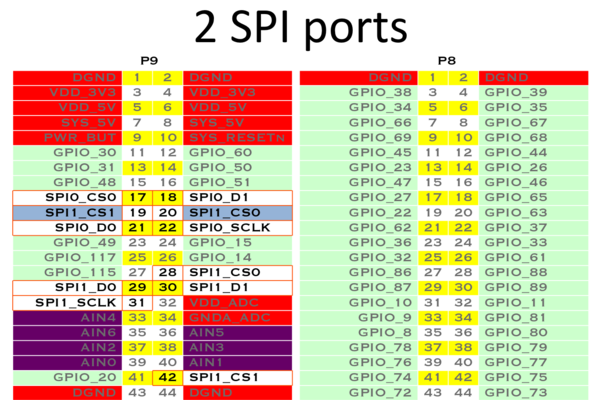 2 SPI ports
P9 P8
DGND 1 2 DGND DGND 1 2 DGND
VDD_3V3 3 4 VDD_3V3 GPIO_38 3 4 GPIO_39
VDD_5V 5 6 VDD_5V GPIO_34 5 6 GPIO_35
SYS_5V 7 8 SYS_5V GPIO_66 7 8 GPIO_67
PWR_BUT 9 10 SYS_RESETN GPIO_69 9 10 GPIO_68
GPIO_30 11 12 GPIO_60 GPIO_45 11 12 GPIO_44
GPIO_31 13 14 GPIO_50 GPIO_23 13 14 GPIO_26
GPIO_48 15 16 GPIO_51 GPIO_47 15 16 GPIO_46
SPI0_CS0 17 18 SPI0_D1 GPIO_27 17 18 GPIO_65
SPI1_CS1 19 20 SPI1_CS0 GPIO_22 19 20 GPIO_63
SPI0_D0 21 22 SPI0_SCLK GPIO_62 21 22 GPIO_37
GPIO_49 23 24 GPIO_15 GPIO_36 23 24 GPIO_33
GPIO_117 25 26 GPIO_14 GPIO_32 25 26 GPIO_61
GPIO_115 27 28 SPI1_CS0 GPIO_86 27 28 GPIO_88
SPI1_D0 29 30 SPI1_D1 GPIO_87 29 30 GPIO_89
SPI1_SCLK 31 32 VDD_ADC GPIO_10 31 32 GPIO_11
AIN4 33 34 GNDA_ADC GPIO_9 33 34 GPIO_81
AIN6 35 36 AIN5 GPIO_8 35 36 GPIO_80
AIN2 37 38 AIN3 GPIO_78 37 38 GPIO_79
AIN0 39 40 AIN1 GPIO_76 39 40 GPIO_77
GPIO_20 41 42 SPI1_CS1 GPIO_74 41 42 GPIO_75
DGND 43 44 DGND GPIO_72 43 44 GPIO_73